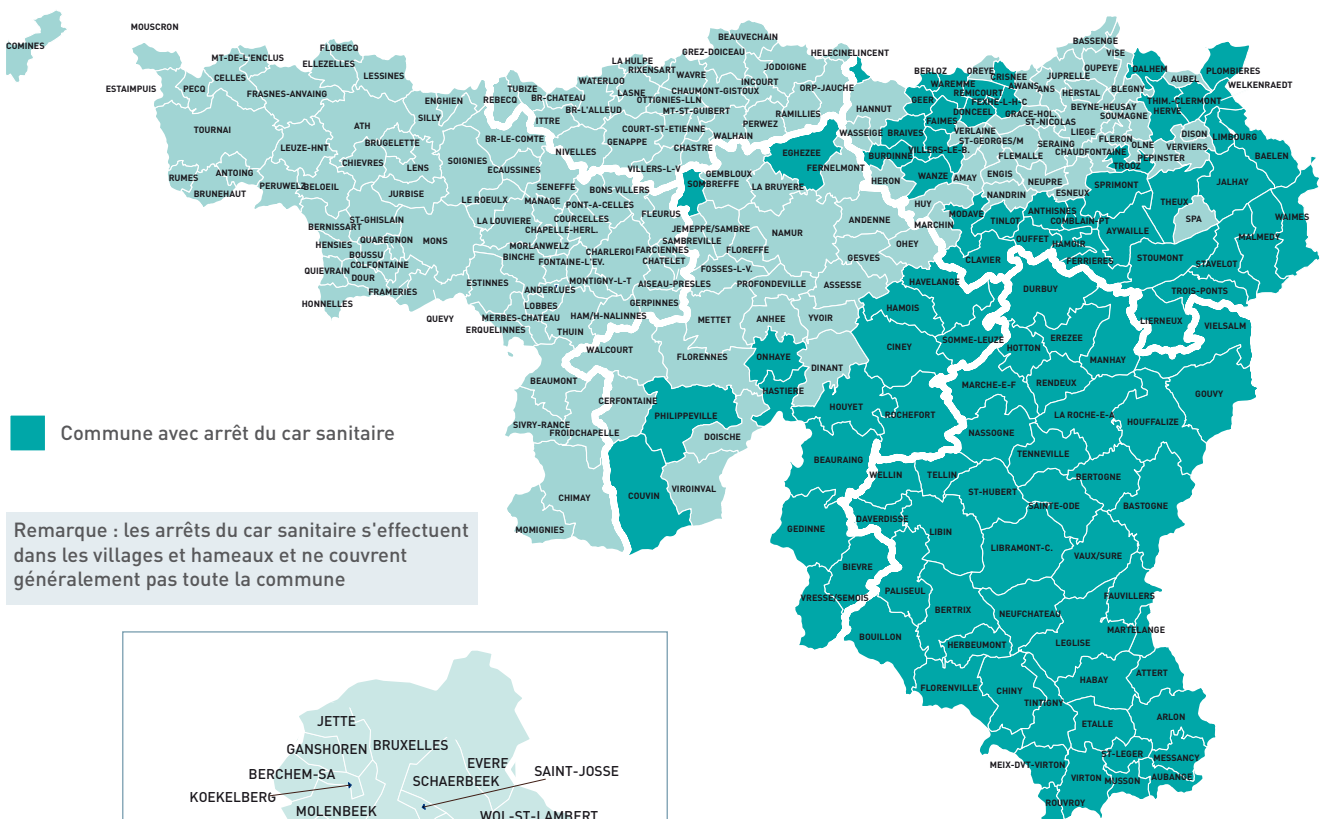 MOUSCRON
COMINES
MT-DE-L'ENCLUS
FLOBECQ
ELLEZELLES
LESSINES
CELLES
ESTAIMPUIS
PECQ
FRASNES-ANVAING
ENGHIEN
SILLY
TOURNAI
ATH
BRUGELETTE
LEUZE-HNT
CHIEVRES
LENS
RUMES
ANTOING
BRUNEHAUT
PERUWELZ
BELOEIL
JURBISE
SOIGNIES
BR-LE-COMTE
ECAUSSINES
ST-GHISLAIN
BERNISSART
HENSIES
QUAREGNON
MONS
BOUSSU
COLFONTAINE
QUIEVRAIN
DOUR
FRAMERIES
HONNELLES
QUEVY
LE ROEULX
SENEFFE
MANAGE
BONS VILLERS
PONT-A-CELLES
LA LOUVIERE
COURCELLES
CHAPELLE-HERL.
FLEURUS
MORLANWELZ
BINCHE
CHARLEROI
FARCIENNES
FONTAINE-L'EV.
CHATELET
ESTINNES
ANDERLUES
MONTIGNY-L-T
AISEAU-PRESLES
LOBBES
GERPINNES
MERBES-CHATEAU
HAM/H-NALINNES
ERQUELINNES
THUIN
BEAUMONT
SIVRY-RANCE
FROIDCHAPELLE
CHIMAY
MOMIGNIES
BEAUVECHAIN
GREZ-DOICEAU
HELECINE
LINCENT
LA HULPE
RIXENSART
WAVRE
JODOIGNE
WATERLOO
INCOURT
TUBIZE
LASNE
CHAUMONT-GISTOUX
ORP-JAUCHE
REBECQ
BR-CHATEAU
OTTIGNIES-LLN
BR-L'ALLEUD
MT-ST-GUIBERT
RAMILLIES
ITTRE
COURT-ST-ETIENNE
PERWEZ
WALHAIN
NIVELLES
GENAPPE
CHASTRE
VILLERS-L-V
EGHEZEE
GEMBLOUX
FERNELMONT
SOMBREFFE
LA BRUYERE
JEMEPPE/SAMBRE
SAMBREVILLE
NAMUR
ANDENNE
FLOREFFE
OHEY
GESVES
FOSSES-L-V.
PROFONDEVILLE
ASSESSE
METTET
ANHEE
YVOIR
HAMOIS
HAVELANGE
WALCOURT
FLORENNES
ONHAYE
DINANT
CINEY
SOMME-LEUZE
HASTIERE
CERFONTAINE
PHILIPPEVILLE
DOISCHE
HOUYET
ROCHEFORT
BEAURAING
COUVIN
VIROINVAL
GEDINNE
BIEVRE
VRESSE/SEMOIS
BASSENGE
VISE
BERLOZ
OREYE
OUPEYE
DALHEM
AUBEL
PLOMBIERES
WELKENRAEDT
WAREMME
CRISNEE
JUPRELLE
REMICOURT
AWANS
ANS
HERSTAL
BLEGNY
THIM.-CLERMONT
GEER
FEXHE-L-H-C
BEYNE-HEUSAY
HERVE
HANNUT
DONCEEL
GRACE-HOL.
SOUMAGNE
FAIMES
ST-NICOLAS
LIEGE
DISON
LIMBOURG
WASSEIGE
BRAIVES
VERLAINE
ST-GEORGES/M
SERAING
FLERON
OLNE
VERVIERS
VILLERS-LE-B.
CHAUDFONTAINE
PEPINSTER
BAELEN
BURDINNE
FLEMALLE
TROOZ
HERON
WANZE
AMAY
ENGIS
NEUPRE
ESNEUX
SPRIMONT
JALHAY
NANDRIN
HUY
MODAVE
TINLOT
ANTHISNES
COMBLAIN-PT
THEUX
SPA
WAIMES
MARCHIN
AYWAILLE
MALMEDY
OUFFET
HAMOIR
CLAVIER
FERRIERES
STOUMONT
STAVELOT
TROIS-PONTS
LIERNEUX
DURBUY
VIELSALM
HOTTON
EREZEE
MANHAY
MARCHE-E-F
RENDEUX
GOUVY
LA ROCHE-E-A
HOUFFALIZE
NASSOGNE
TENNEVILLE
WELLIN
TELLIN
BERTOGNE
ST-HUBERT
SAINTE-ODE
BASTOGNE
DAVERDISSE
LIBIN
LIBRAMONT-C.
VAUX/SURE
PALISEUL
FAUVILLERS
BERTRIX
NEUFCHATEAU
MARTELANGE
BOUILLON
HERBEUMONT
LEGLISE
ATTERT
HABAY
FLORENVILLE
CHINY
TINTIGNY
ARLON
ETALLE
MEIX-DVT-VIRTON
ST-LEGER
MESSANCY
VIRTON
MUSSON
AUBANGE
ROUVROY
Commune avec arrêt du car sanitaire
Remarque : les arrêts du car sanitaire s'effectuent
dans les villages et hameaux et ne couvrent
généralement pas toute la commune
JETTE
GANSHOREN
BRUXELLES
EVERE
BERCHEM-SA
SCHAERBEEK
SAINT-JOSSE
KOEKELBERG
MOLENBEEK
WOL-ST-LAMBERT